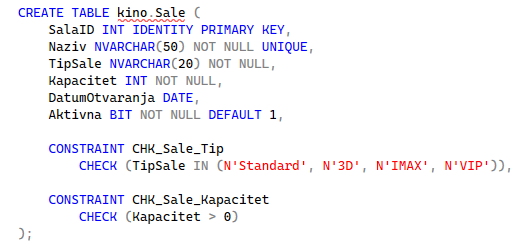 CREATE TABLE kino.Sale (
    SalaID INT IDENTITY PRIMARY KEY,
    Naziv NVARCHAR(50) NOT NULL UNIQUE,
    TipSale NVARCHAR(20) NOT NULL,
    Kapacitet INT NOT NULL,
    DatumOtvaranja DATE,
    Aktivna BIT NOT NULL DEFAULT 1,

    CONSTRAINT CHK_Sale_Tip
        CHECK (TipSale IN (N'Standard', N'3D', N'IMAX', N'VIP')),

    CONSTRAINT CHK_Sale_Kapacitet
        CHECK (Kapacitet > 0)
);